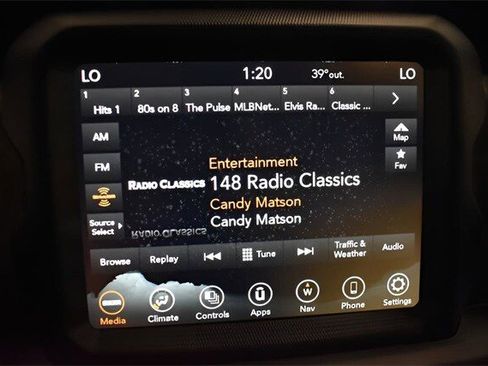 LO 1:20 39°out. LO
1 2 3 4 5 6
Hits 1 80s on 8 The Pulse MLBNet... Elvis Ra... Classic ...
AM
Map
FM
Fav
Entertainment
RADIO CLASSICS 148 Radio Classics
Candy Matson
Candy Matson
Source
Select
RADIO CLASSICS
Browse Replay Tune Traffic &
Weather Audio
Media Climate Controls Apps Nav Phone Settings